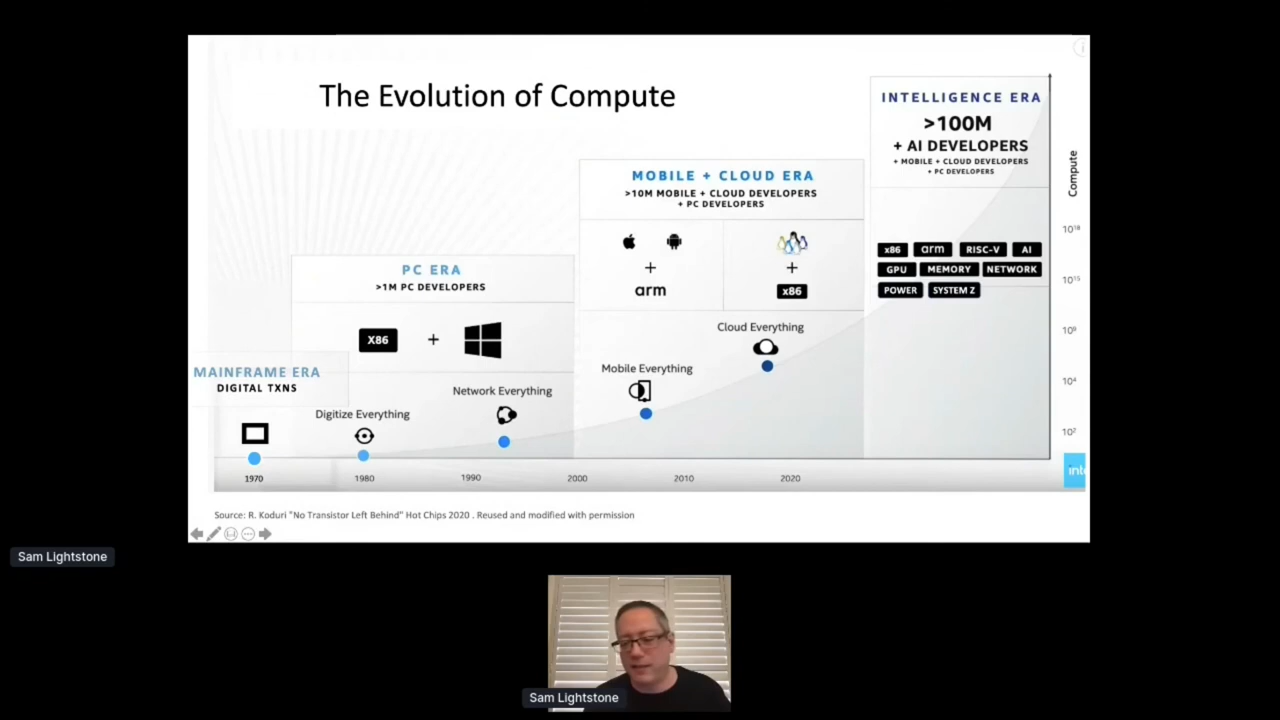 The Evolution of Compute
INTELLIGENCE ERA
>100M
+ AI DEVELOPERS
+ MOBILE + CLOUD DEVELOPERS
+ PC DEVELOPERS
Compute
MOBILE + CLOUD ERA
>10M MOBILE + CLOUD DEVELOPERS
+ PC DEVELOPERS
PC ERA
>1M PC DEVELOPERS
MAINFRAME ERA
DIGITAL TXNS
X86 +
+
arm
+
x86
x86 arm RISC-V AI
GPU MEMORY NETWORK
POWER SYSTEM Z
10¹⁸
10¹⁵
10⁹
10⁴
10²
Digitize Everything
Network Everything
Mobile Everything
Cloud Everything
1970 1980 1990 2000 2010 2020
Source: R. Koduri "No Transistor Left Behind" Hot Chips 2020 . Reused and modified with permission
Sam Lightstone
Sam Lightstone